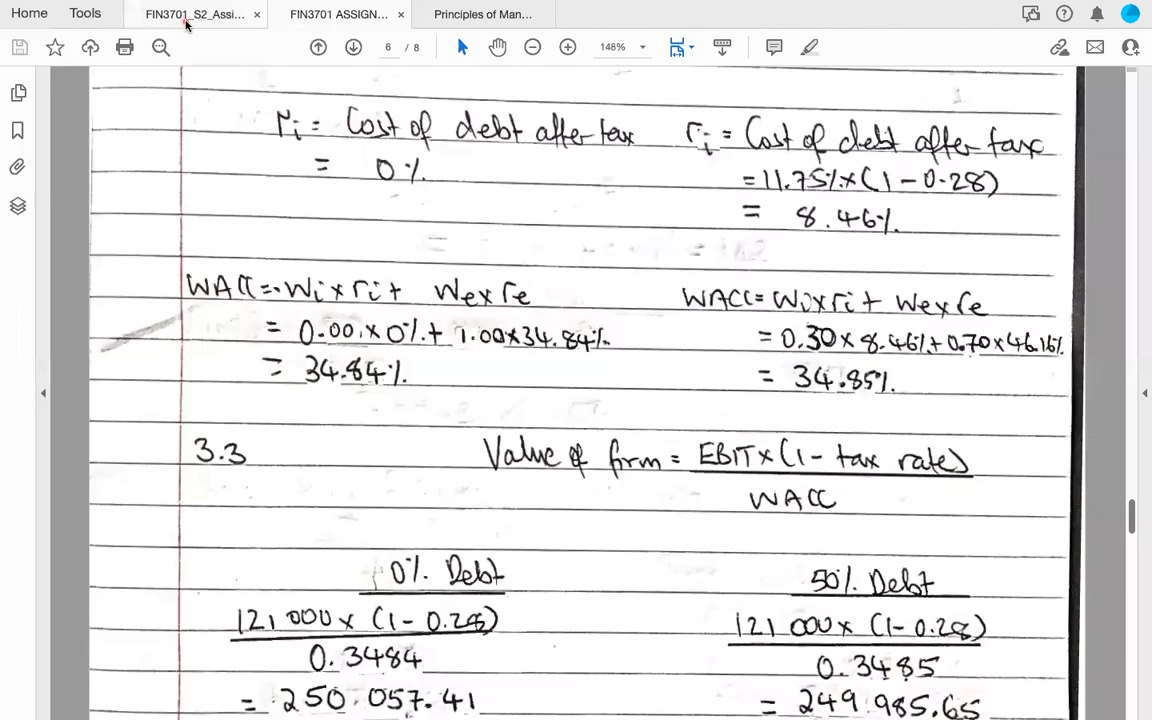 Home Tools FIN3701_S2_Assi... × FIN3701 ASSIGN... × Principles of Man...
6 / 8 148%
ri = Cost of debt after tax
= 0%
ri = Cost of debt after tax
= 11.75% × (1 - 0.28)
= 8.46%
WACC = wi × ri + we × re
= 0.00 × 0% + 1.00 × 34.84%
= 34.84%
WACC = wi × ri + we × re
= 0.30 × 8.46% + 0.70 × 46.16%
= 34.85%
3.3 Value of firm = EBIT × (1 - tax rate)
WACC
0% Debt
121 000 × (1 - 0.28)
0.3484
= 250 057.41
50% Debt
121 000 × (1 - 0.28)
0.3485
= 249 985.65